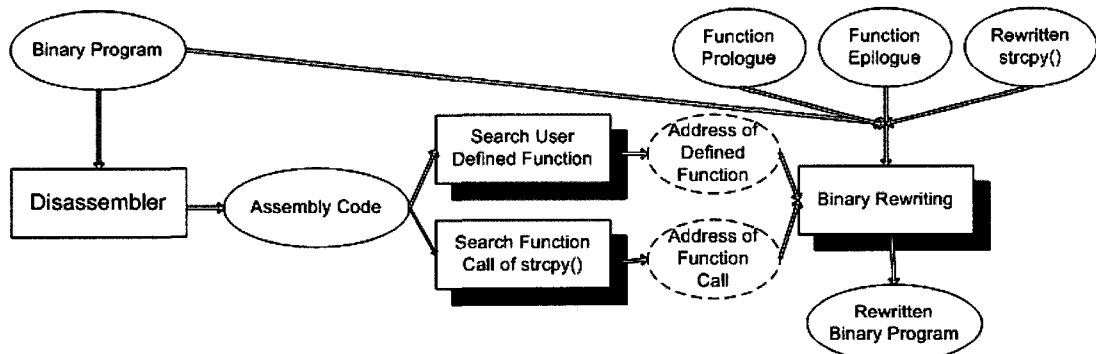 Binary Program
Function
Prologue
Function
Epilogue
Rewritten
strcpy()
Search User
Defined Function
Address of
Defined
Function
Disassembler
Assembly Code
Binary Rewriting
Search Function
Call of strcpy()
Address of
Function
Call
Rewritten
Binary Program